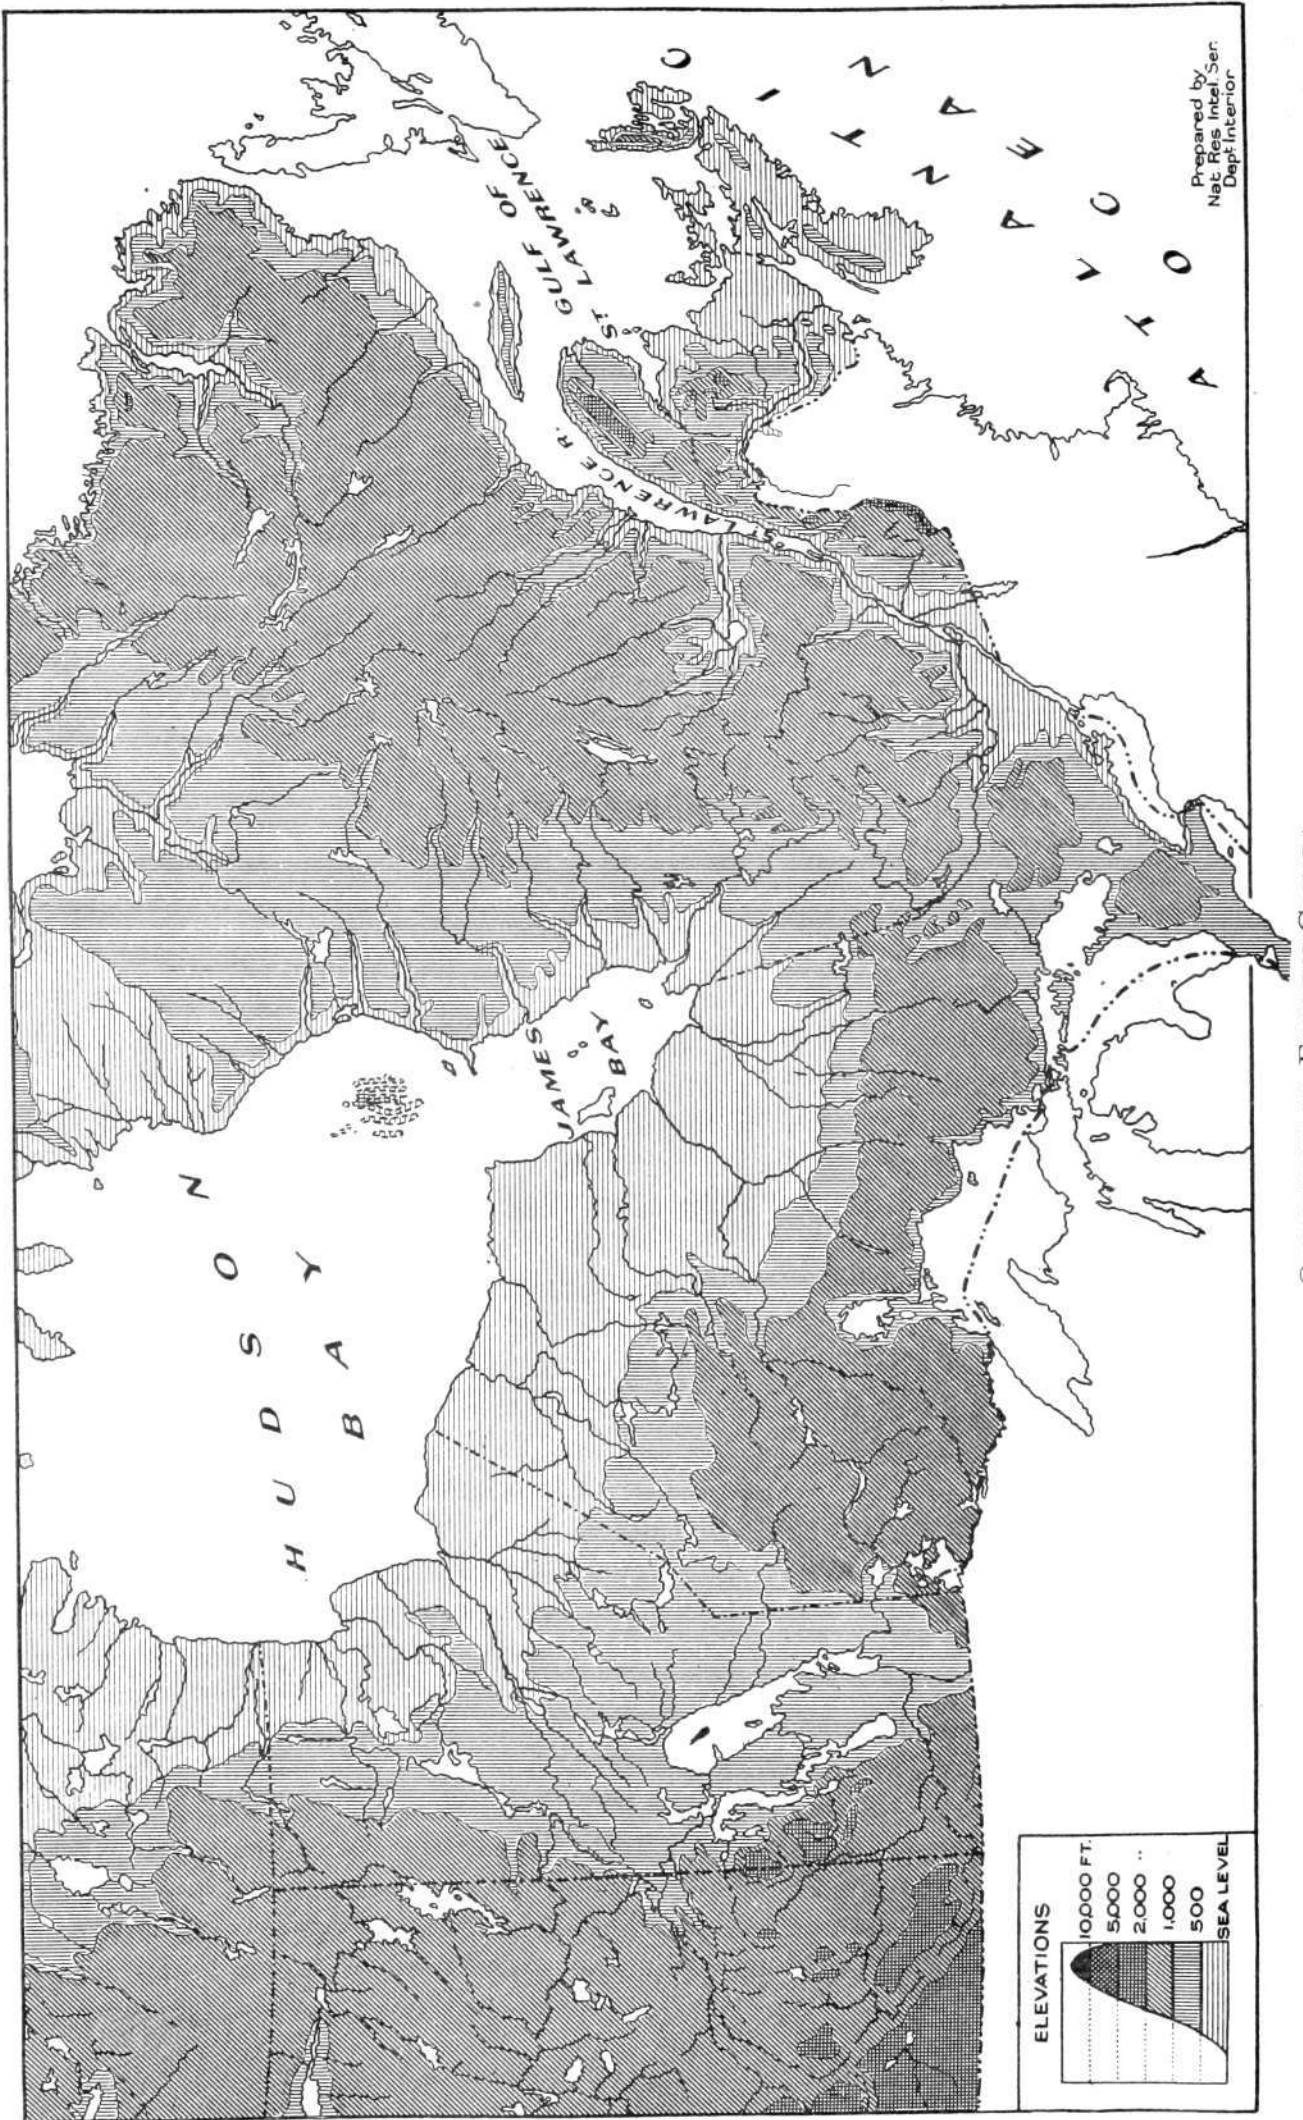 HUDSON
BAY
JAMES
BAY
GULF OF
ST. LAWRENCE
ST. LAWRENCE R.
ATLANTIC
OCEAN
Prepared by
Nat. Res. Intel. Ser.
Dept. Interior
ELEVATIONS
10,000 FT.
5,000
2,000 ..
1,000
500
SEA LEVEL